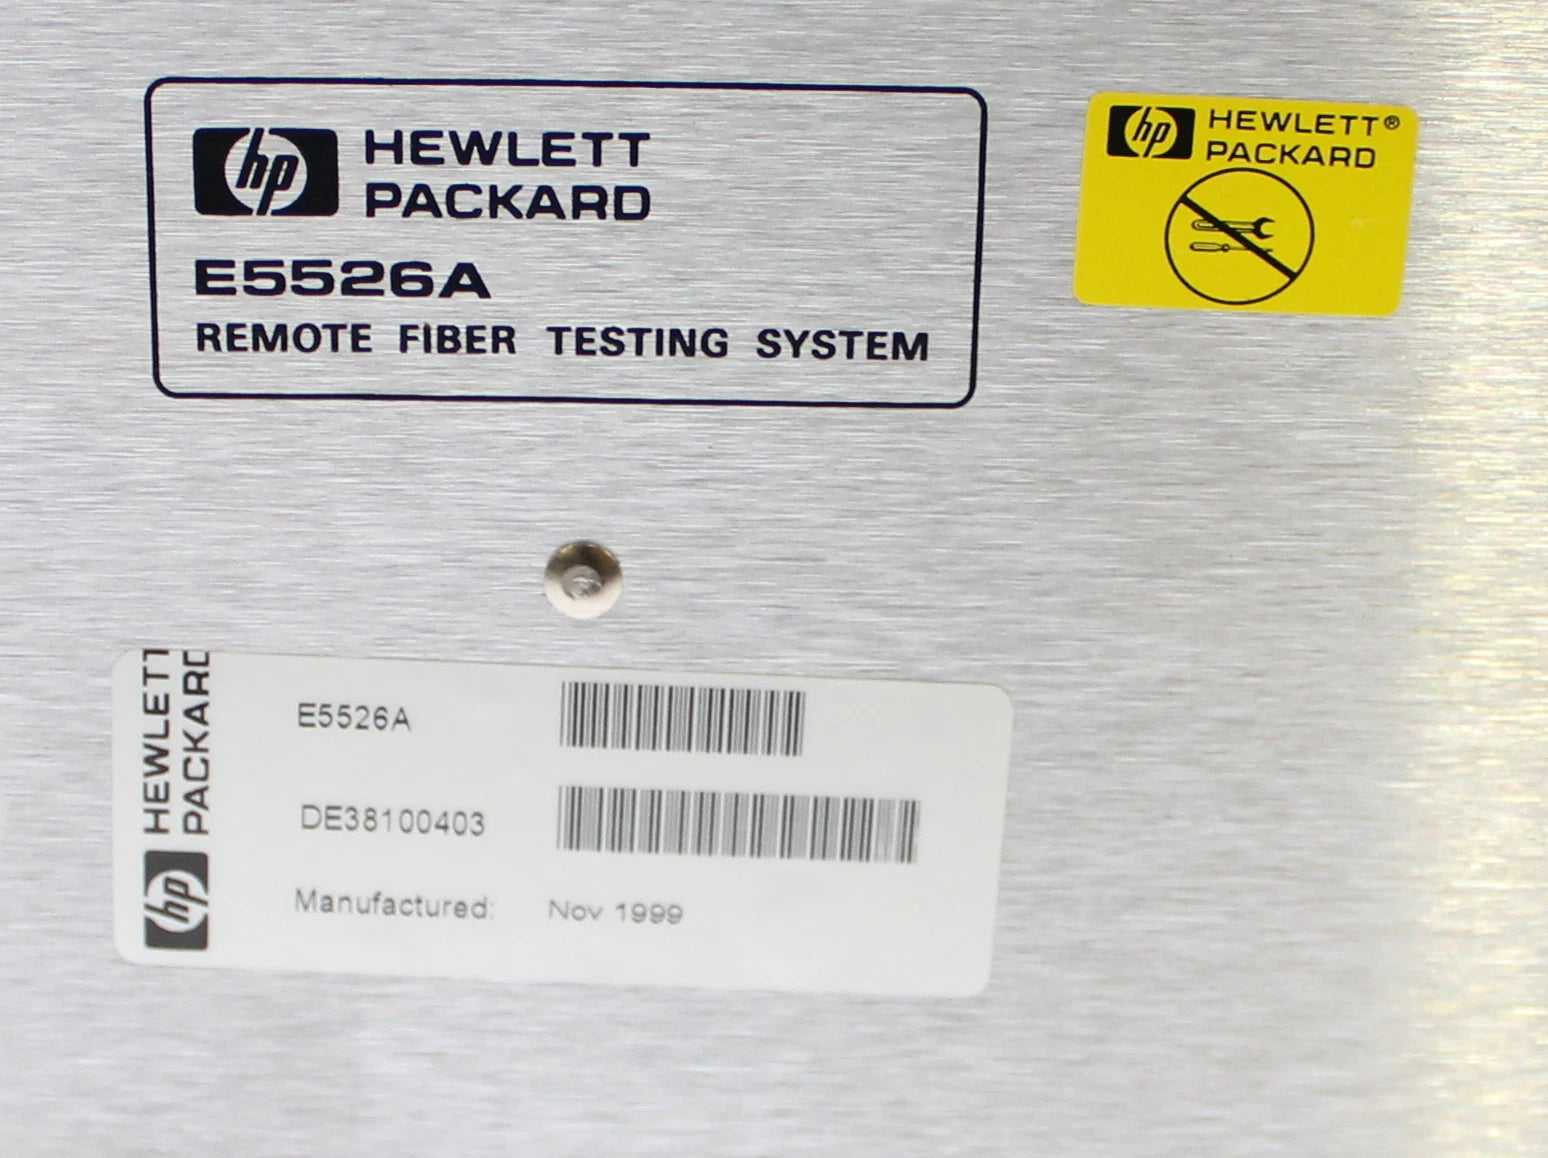 hp HEWLETT
PACKARD
E5526A
REMOTE FIBER TESTING SYSTEM
hp HEWLETT®
PACKARD
hp HEWLETT
PACKARD
E5526A
DE38100403
Manufactured: Nov 1999